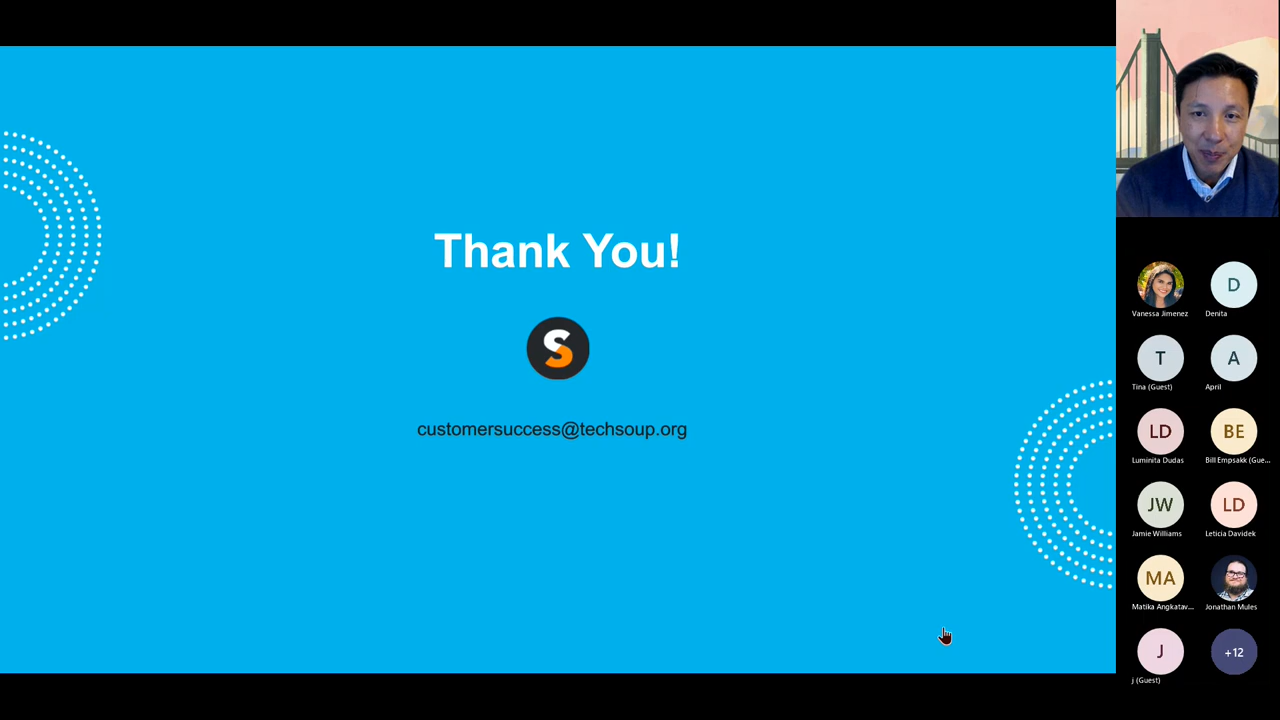 Thank You!
S
customersuccess@techsoup.org
Vanessa Jimenez
D
Denita
T
Tina (Guest)
A
April
LD
Luminita Dudas
BE
Bill Empsakk (Gue...
JW
Jamie Williams
LD
Leticia Davidek
MA
Matika Angkatav...
Jonathan Mules
J
j (Guest)
+12